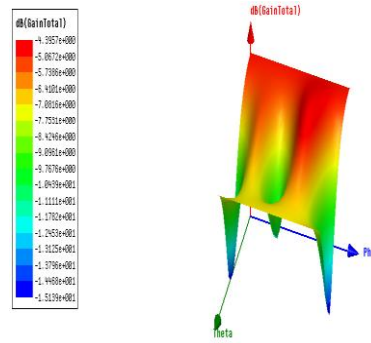 dB(GainTotal)
dB(GainTotal)
-4.3957e+000
-5.0672e+000
-5.7386e+000
-6.4101e+000
-7.0816e+000
-7.7531e+000
-8.4246e+000
-9.0961e+000
-9.7676e+000
-1.0439e+001
-1.1111e+001
-1.1782e+001
-1.2453e+001
-1.3125e+001
-1.3796e+001
-1.4468e+001
-1.5139e+001
Ph
Theta